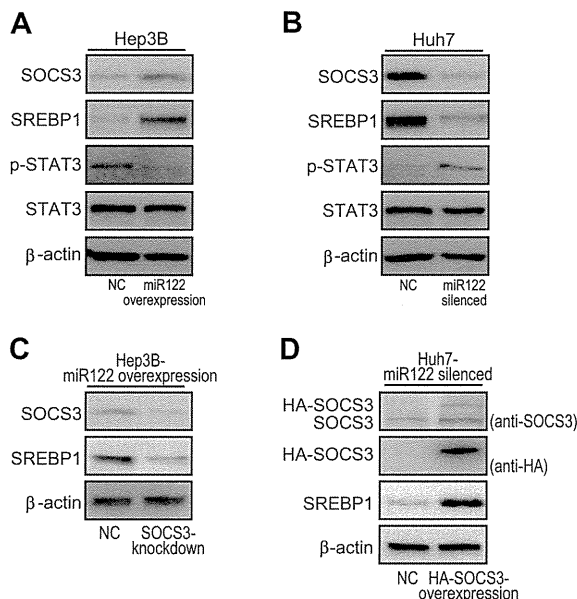 A
Hep3B
SOCS3
SREBP1
p-STAT3
STAT3
β-actin
NC
miR122
overexpression
B
Huh7
SOCS3
SREBP1
p-STAT3
STAT3
β-actin
NC
miR122
silenced
C
Hep3B-
miR122 overexpression
SOCS3
SREBP1
β-actin
NC
SOCS3-
knockdown
D
Huh7-
miR122 silenced
HA-SOCS3
SOCS3
(anti-SOCS3)
HA-SOCS3
(anti-HA)
SREBP1
β-actin
NC
HA-SOCS3-
overexpression